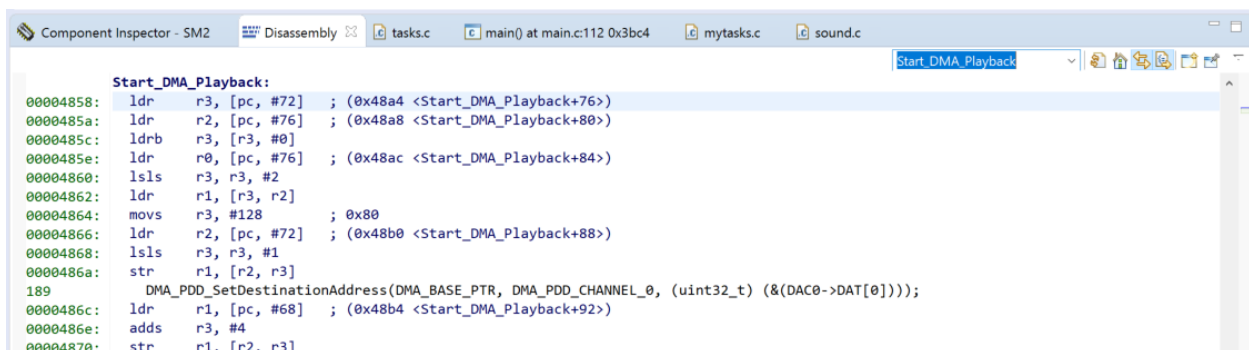 Component Inspector - SM2 Disassembly tasks.c main() at main.c:112 0x3bc4 mytasks.c sound.c
Start_DMA_Playback
Start_DMA_Playback:
00004858: ldr r3, [pc, #72] ; (0x48a4 <Start_DMA_Playback+76>)
0000485a: ldr r2, [pc, #76] ; (0x48a8 <Start_DMA_Playback+80>)
0000485c: ldrb r3, [r3, #0]
0000485e: ldr r0, [pc, #76] ; (0x48ac <Start_DMA_Playback+84>)
00004860: lsls r3, r3, #2
00004862: ldr r1, [r3, r2]
00004864: movs r3, #128 ; 0x80
00004866: ldr r2, [pc, #72] ; (0x48b0 <Start_DMA_Playback+88>)
00004868: lsls r3, r3, #1
0000486a: str r1, [r2, r3]
189 DMA_PDD_SetDestinationAddress(DMA_BASE_PTR, DMA_PDD_CHANNEL_0, (uint32_t) (&(DAC0->DAT[0])));
0000486c: ldr r1, [pc, #68] ; (0x48b4 <Start_DMA_Playback+92>)
0000486e: adds r3, #4
00004870: str r1, [r2, r3]